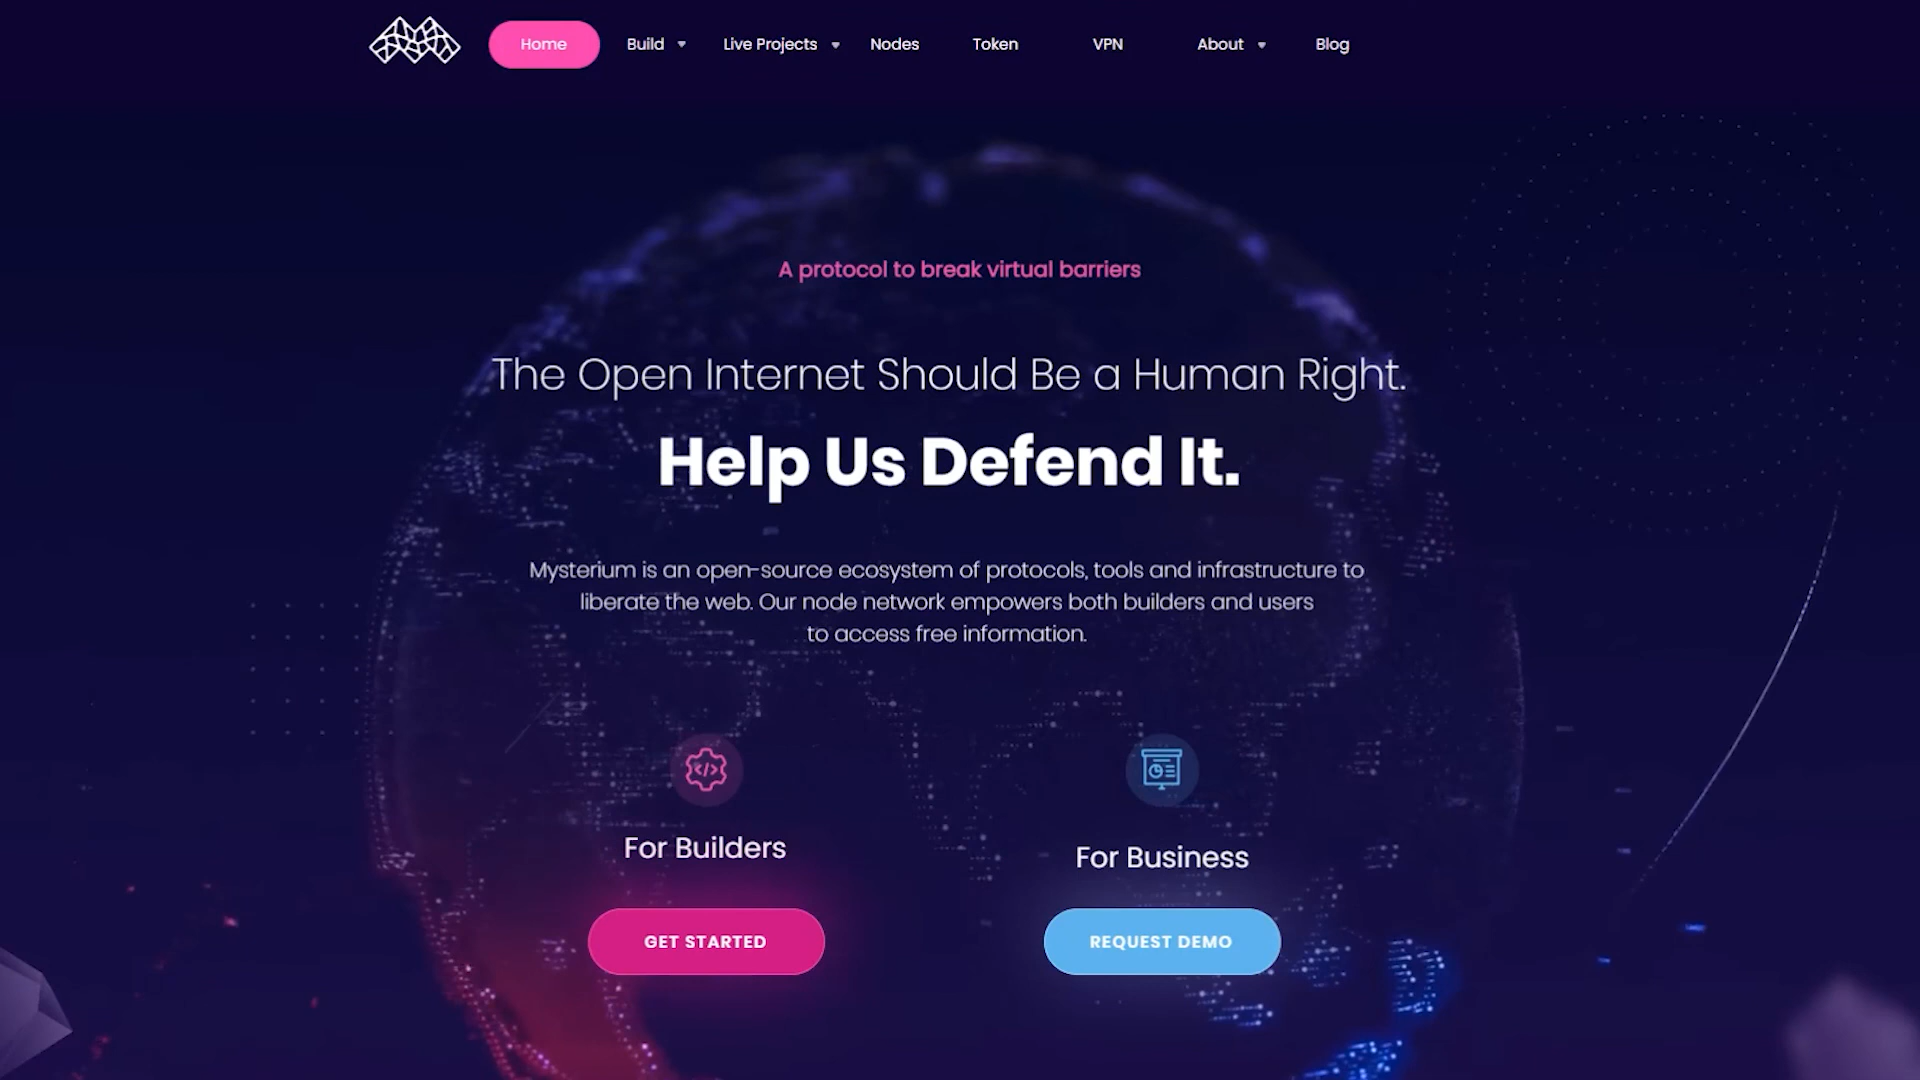 Home Build Live Projects Nodes Token VPN About Blog
A protocol to break virtual barriers
The Open Internet Should Be a Human Right.
Help Us Defend It.
Mysterium is an open-source ecosystem of protocols, tools and infrastructure to
liberate the web. Our node network empowers both builders and users
to access free information.
For Builders
For Business
GET STARTED
REQUEST DEMO